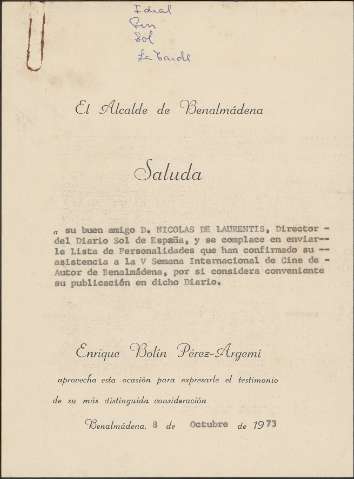 Ideal
Sur
Sol
La Tarde
El Alcalde de Benalmádena
Saluda
a su buen amigo D. NICOLAS DE LAURENTIS, Director -
del Diario Sol de España, y se complace en enviar--
le Lista de Personalidades que han confirmado su --
asistencia a la V Semana Internacional de Cine de -
Autor de Benalmádena, por si considera conveniente
su publicación en dicho Diario.
Enrique Bolín Pérez-Argemí
aprovecha esta ocasión para expresarle el testimonio
de su más distinguida consideración
Benalmádena, 8 de Octubre de 1973